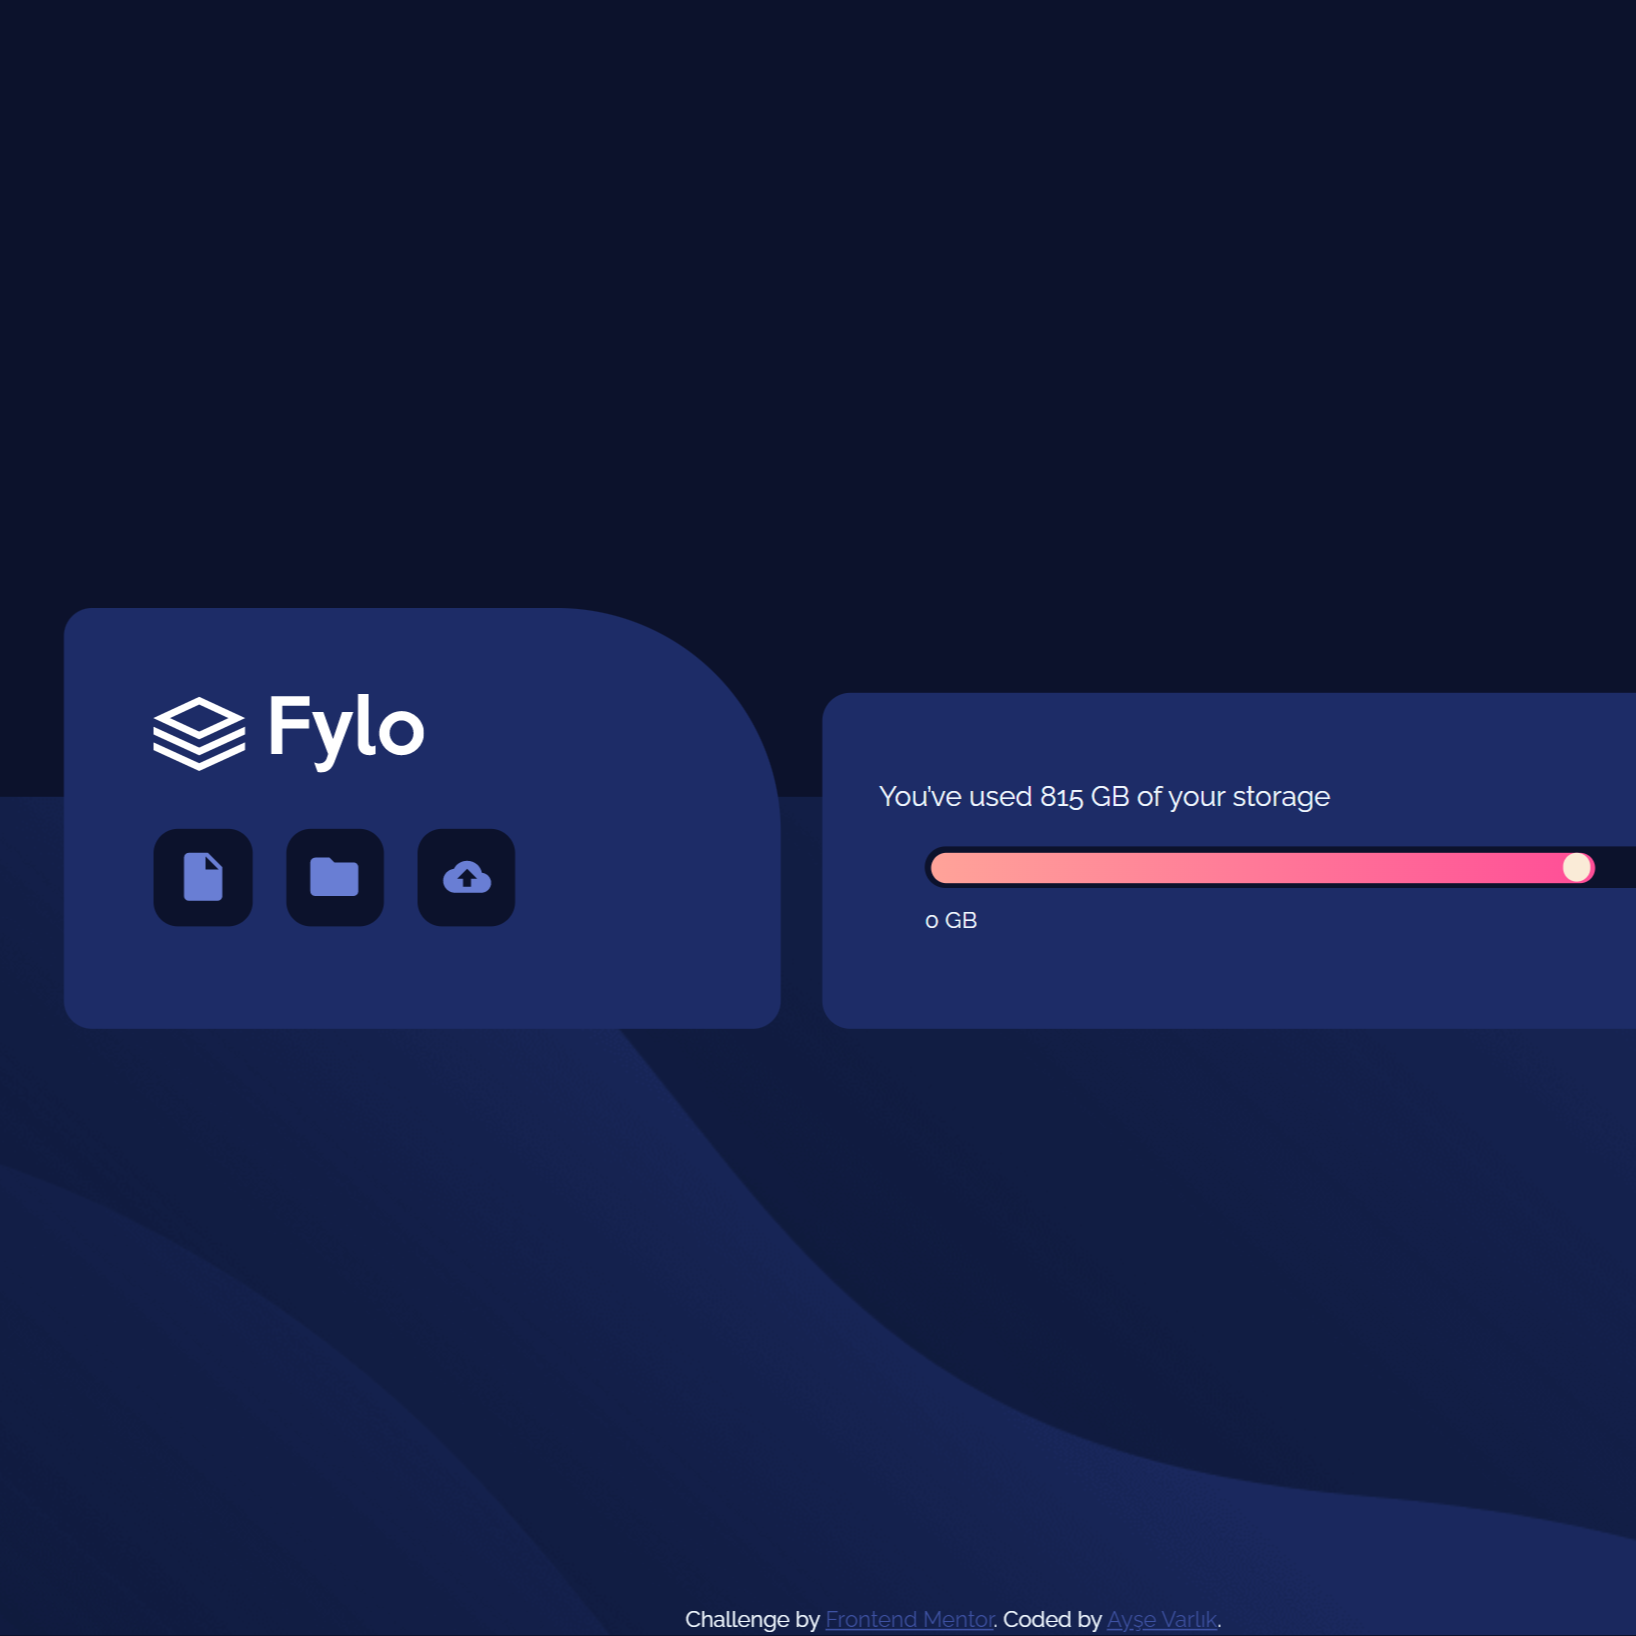 Fylo
You've used 815 GB of your storage
0 GB
Challenge by Frontend Mentor. Coded by Ayşe Varlık.